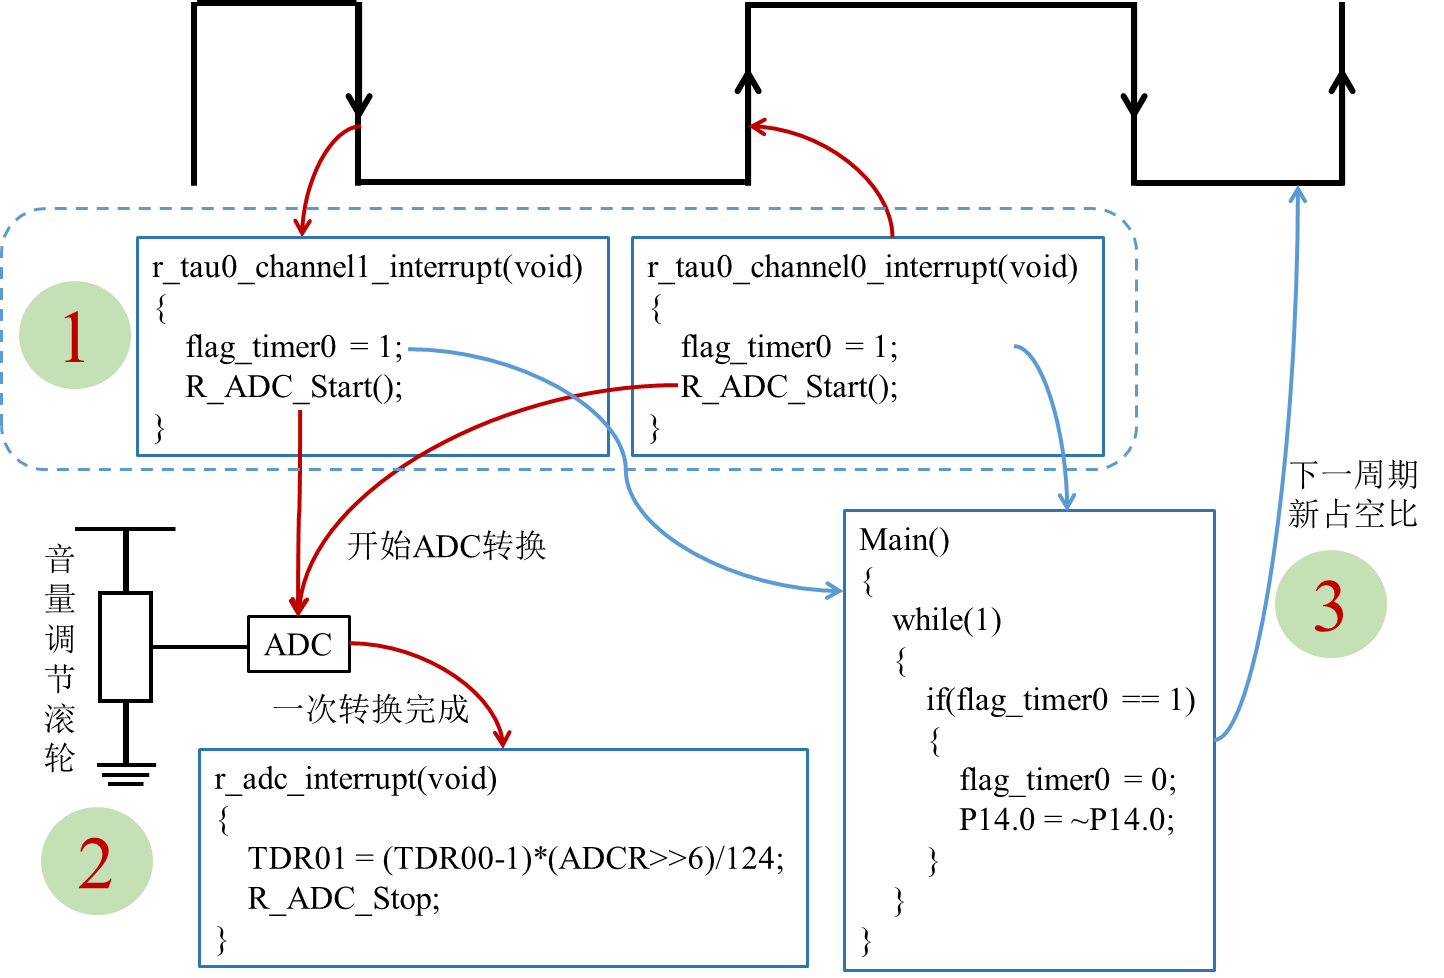 1
r_tau0_channel1_interrupt(void)
{
flag_timer0 = 1;
R_ADC_Start();
}
r_tau0_channel0_interrupt(void)
{
flag_timer0 = 1;
R_ADC_Start();
}
下一周期
新占空比
3
开始ADC转换
音量调节滚轮
ADC
一次转换完成
2
r_adc_interrupt(void)
{
TDR01 = (TDR00-1)*(ADCR>>6)/124;
R_ADC_Stop;
}
Main()
{
while(1)
{
if(flag_timer0 == 1)
{
flag_timer0 = 0;
P14.0 = ~P14.0;
}
}
}